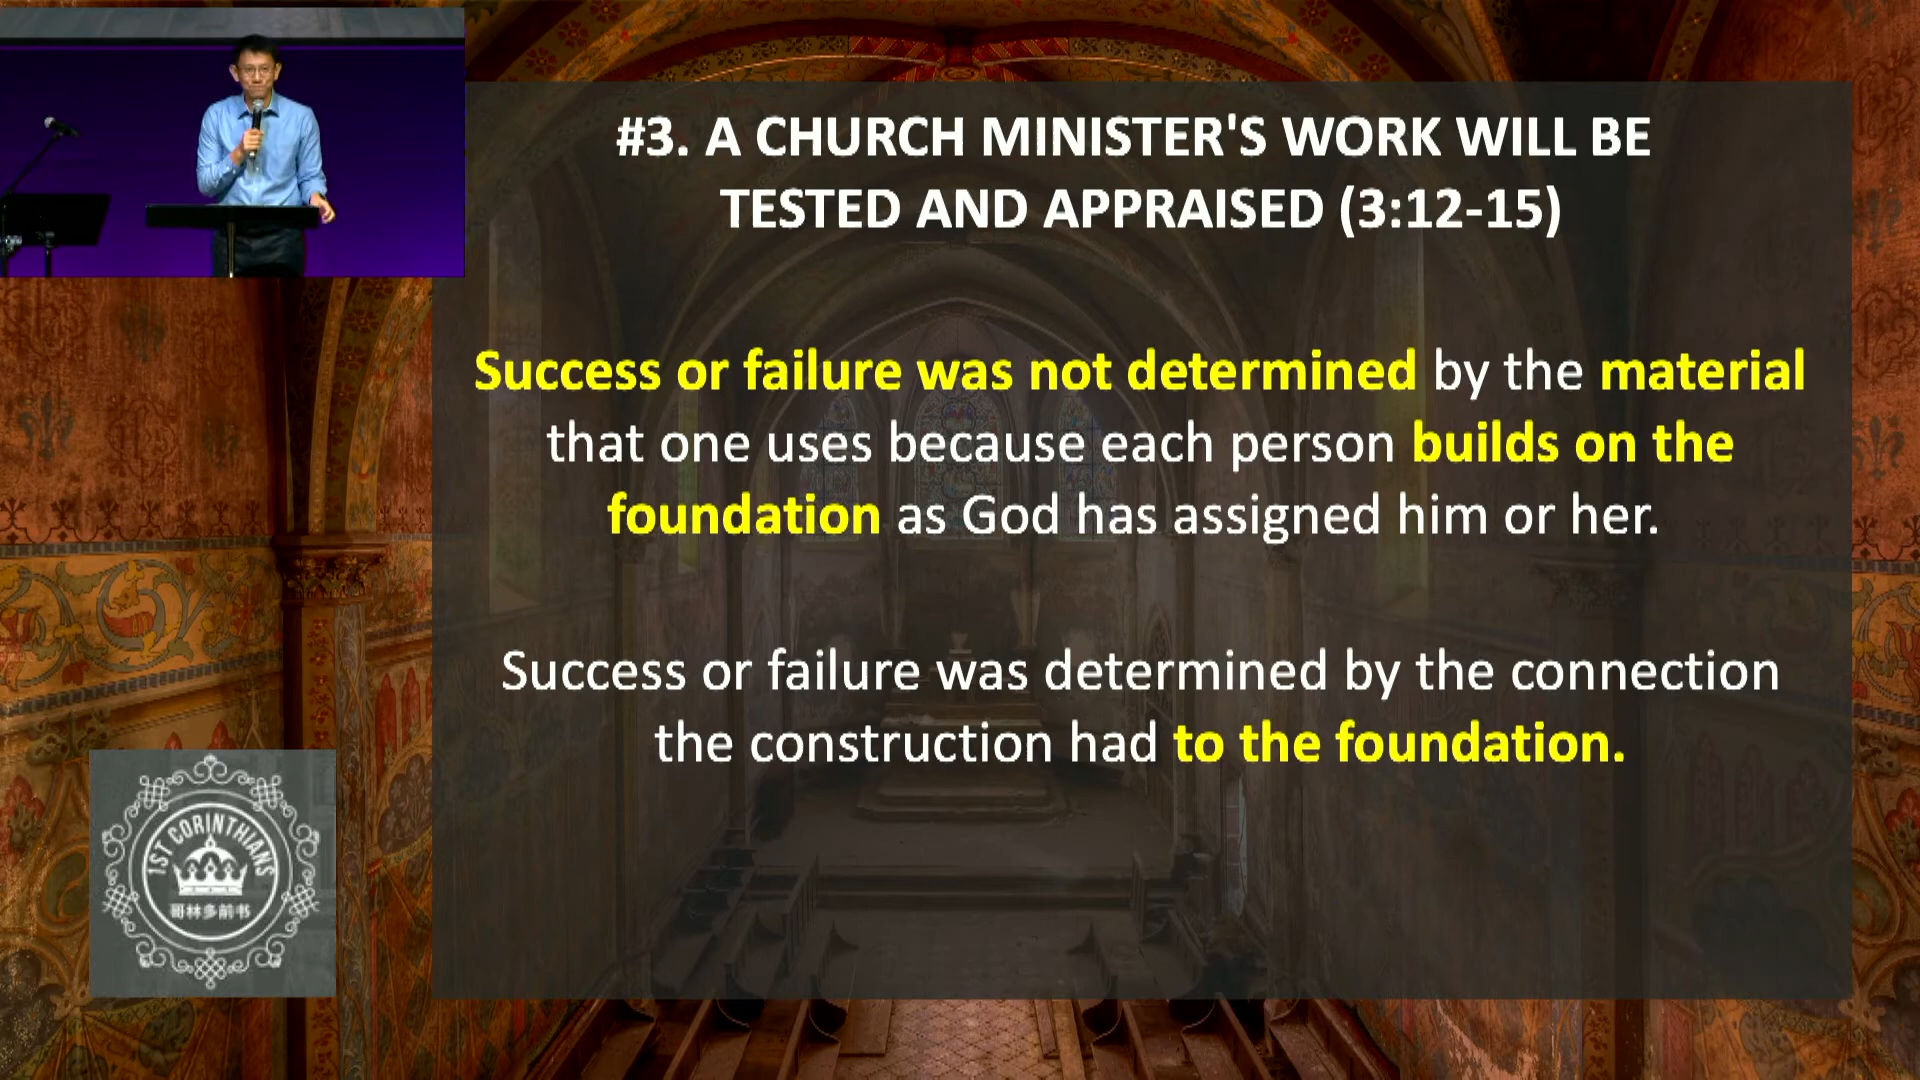 #3. A CHURCH MINISTER'S WORK WILL BE
TESTED AND APPRAISED (3:12-15)
Success or failure was not determined by the material
that one uses because each person builds on the
foundation as God has assigned him or her.
Success or failure was determined by the connection
the construction had to the foundation.
1ST CORINTHIANS
哥林多前书